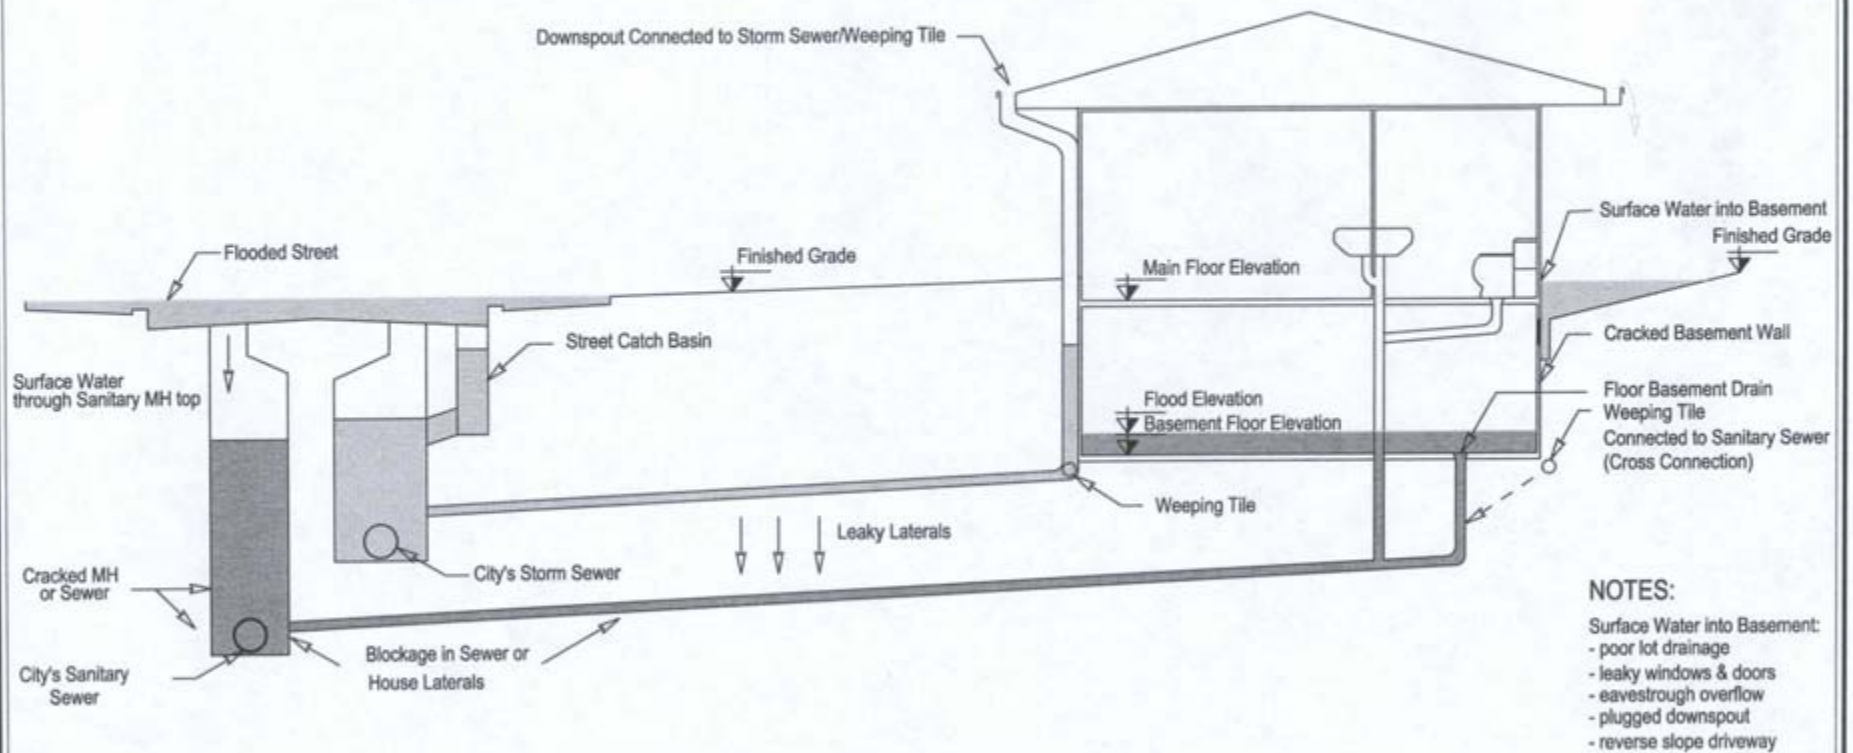 Downspout Connected to Storm Sewer/Weeping Tile
Surface Water into Basement
Finished Grade
Flooded Street
Finished Grade
Main Floor Elevation
Street Catch Basin
Cracked Basement Wall
Surface Water
through Sanitary MH top
Flood Elevation
Basement Floor Elevation
Floor Basement Drain
Weeping Tile
Connected to Sanitary Sewer
(Cross Connection)
Weeping Tile
Leaky Laterals
City's Storm Sewer
Cracked MH
or Sewer
Blockage in Sewer or
House Laterals
City's Sanitary
Sewer
NOTES:
Surface Water into Basement:
- poor lot drainage
- leaky windows & doors
- eavestrough overflow
- plugged downspout
- reverse slope driveway